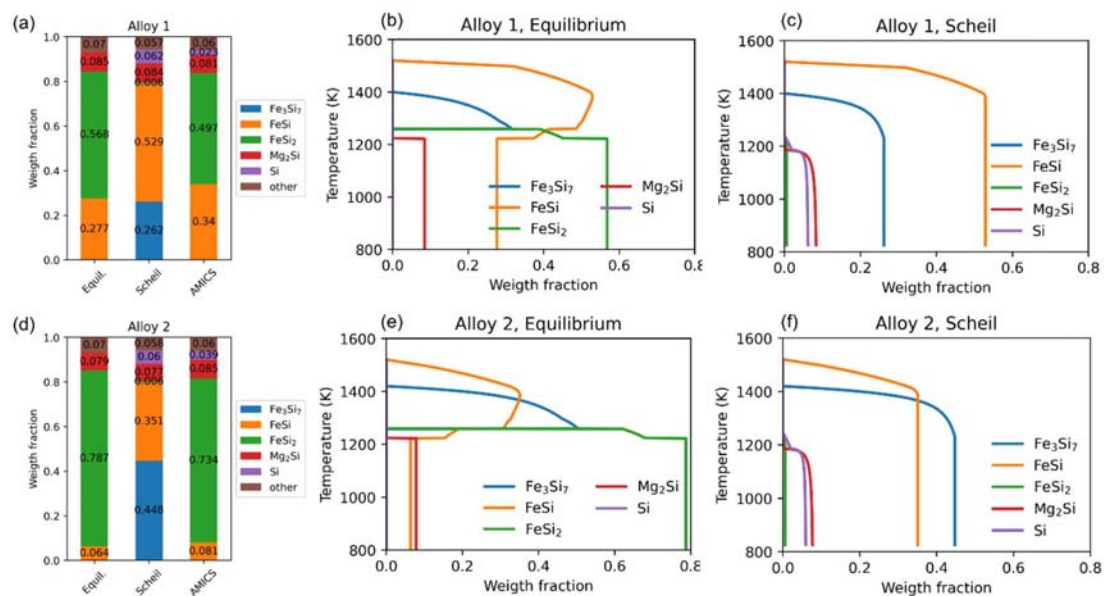 (a)
Alloy 1
Weigth fraction
1.0
0.8
0.6
0.4
0.2
0.0
0.07
0.085
0.568
0.277
0.057
0.062
0.084
0.006
0.529
0.262
0.06
0.023
0.081
0.497
0.34
Equil.
Scheil
AMICS
Fe₃Si₇
FeSi
FeSi₂
Mg₂Si
Si
other
(b)
Alloy 1, Equilibrium
Temperature (K)
1600
1400
1200
1000
800
0.0 0.2 0.4 0.6 0.8
Weigth fraction
Fe₃Si₇
FeSi
FeSi₂
Mg₂Si
Si
(c)
Alloy 1, Scheil
Temperature (K)
1600
1400
1200
1000
800
0.0 0.2 0.4 0.6 0.8
Weigth fraction
Fe₃Si₇
FeSi
FeSi₂
Mg₂Si
Si
(d)
Alloy 2
Weigth fraction
1.0
0.8
0.6
0.4
0.2
0.0
0.07
0.079
0.787
0.064
0.058
0.06
0.077
0.006
0.351
0.448
0.06
0.039
0.085
0.734
0.081
Equil.
Scheil
AMICS
Fe₃Si₇
FeSi
FeSi₂
Mg₂Si
Si
other
(e)
Alloy 2, Equilibrium
Temperature (K)
1600
1400
1200
1000
800
0.0 0.2 0.4 0.6 0.8
Weigth fraction
Fe₃Si₇
FeSi
FeSi₂
Mg₂Si
Si
(f)
Alloy 2, Scheil
Temperature (K)
1600
1400
1200
1000
800
0.0 0.2 0.4 0.6 0.8
Weigth fraction
Fe₃Si₇
FeSi
FeSi₂
Mg₂Si
Si